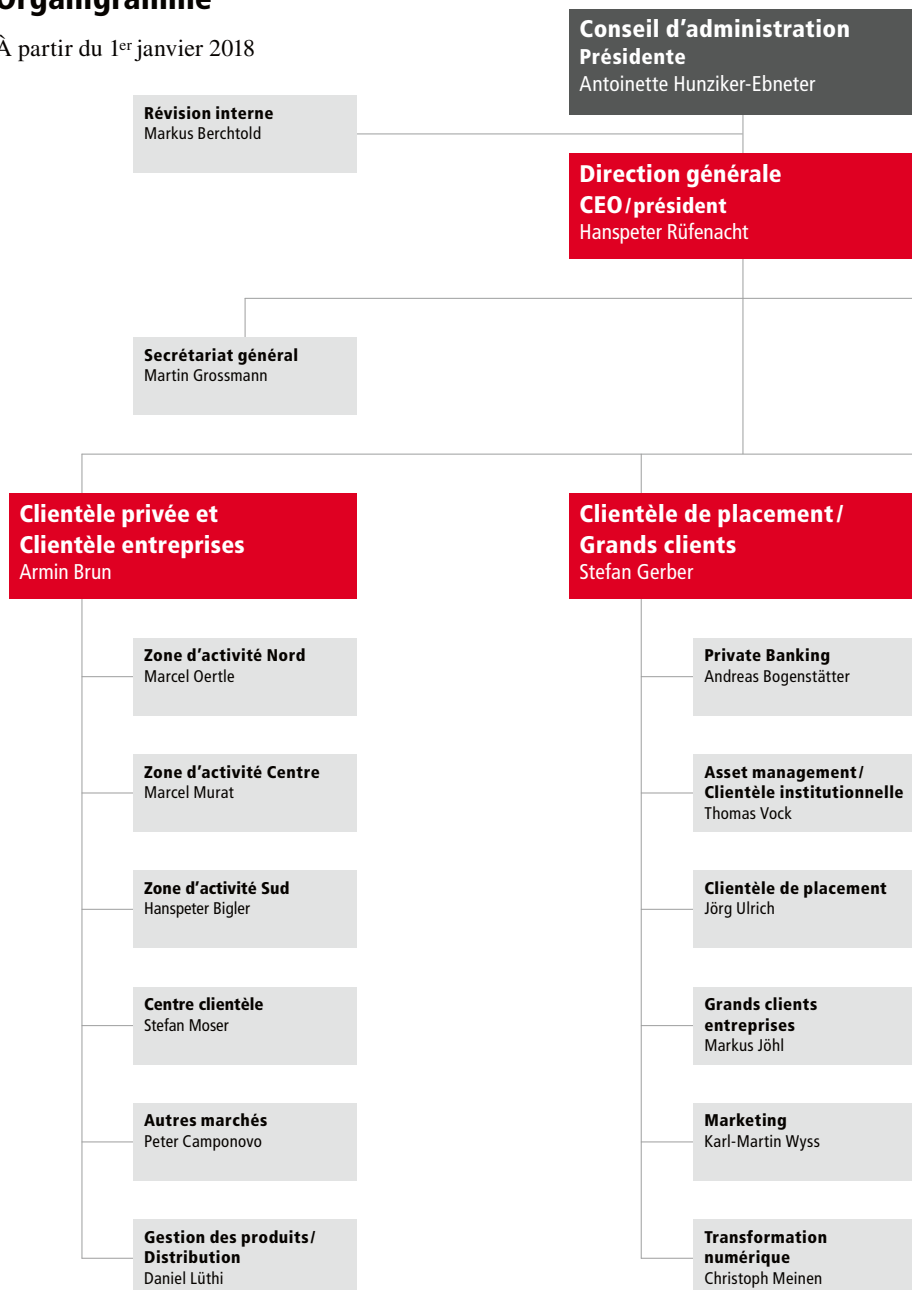 Organigramme
À partir du 1er janvier 2018
Conseil d’administration
Présidente
Antoinette Hunziker-Ebneter
Révision interne
Markus Berchtold
Direction générale
CEO/président
Hanspeter Rüfenacht
Secrétariat général
Martin Grossmann
Clientèle privée et
Clientèle entreprises
Armin Brun
Zone d’activité Nord
Marcel Oertle
Zone d’activité Centre
Marcel Murat
Zone d’activité Sud
Hanspeter Bigler
Centre clientèle
Stefan Moser
Autres marchés
Peter Camponovo
Gestion des produits/
Distribution
Daniel Lüthi
Clientèle de placement/
Grands clients
Stefan Gerber
Private Banking
Andreas Bogenstätter
Asset management/
Clientèle institutionnelle
Thomas Vock
Clientèle de placement
Jörg Ulrich
Grands clients
entreprises
Markus Jöhl
Marketing
Karl-Martin Wyss
Transformation
numérique
Christoph Meinen